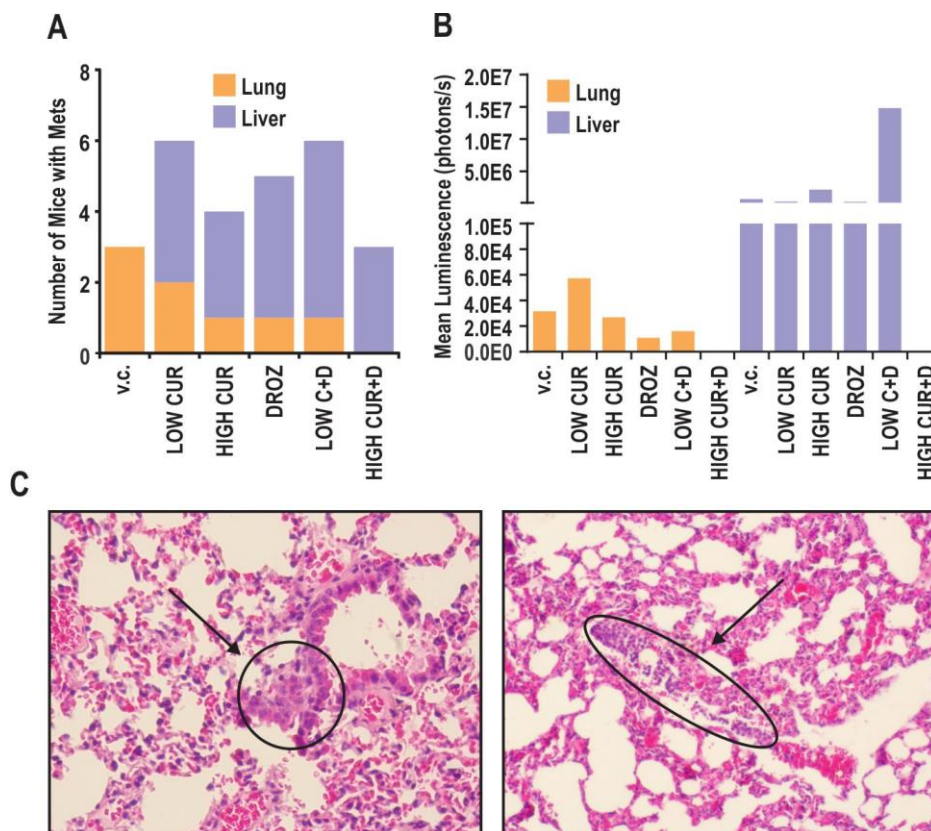 A
Number of Mice with Mets
8
6
4
2
0
Lung
Liver
v.c.
LOW CUR
HIGH CUR
DROZ
LOW C+D
HIGH CUR+D
B
Mean Luminescence (photons/s)
2.0E7
1.5E7
1.0E7
5.0E6
1.0E5
8.0E4
6.0E4
4.0E4
2.0E4
0.0E0
Lung
Liver
v.c.
LOW CUR
HIGH CUR
DROZ
LOW C+D
HIGH CUR+D
v.c.
LOW CUR
HIGH CUR
DROZ
LOW C+D
HIGH CUR+D
C